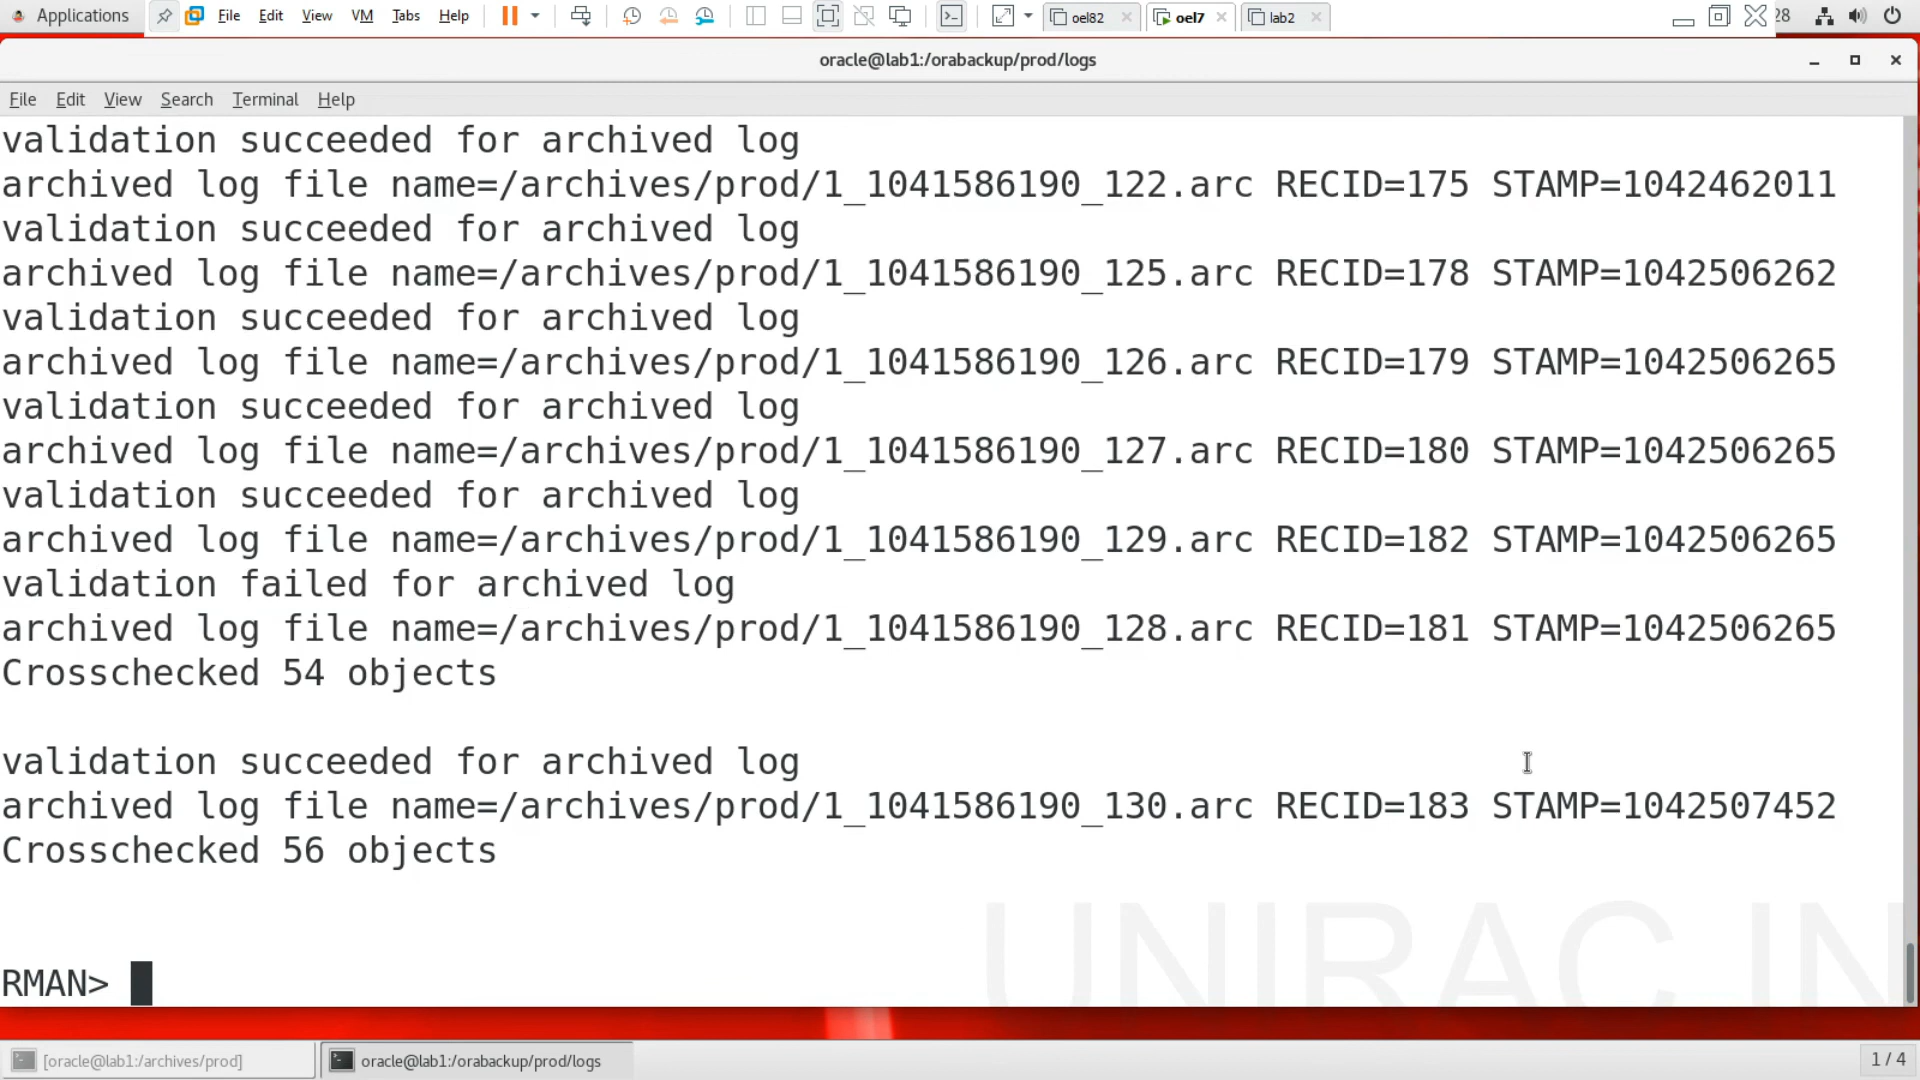 Applications File Edit View VM Tabs Help oel82 oel7 lab2 28
oracle@lab1:/orabackup/prod/logs
File Edit View Search Terminal Help
validation succeeded for archived log
archived log file name=/archives/prod/1_1041586190_122.arc RECID=175 STAMP=1042462011
validation succeeded for archived log
archived log file name=/archives/prod/1_1041586190_125.arc RECID=178 STAMP=1042506262
validation succeeded for archived log
archived log file name=/archives/prod/1_1041586190_126.arc RECID=179 STAMP=1042506265
validation succeeded for archived log
archived log file name=/archives/prod/1_1041586190_127.arc RECID=180 STAMP=1042506265
validation succeeded for archived log
archived log file name=/archives/prod/1_1041586190_129.arc RECID=182 STAMP=1042506265
validation failed for archived log
archived log file name=/archives/prod/1_1041586190_128.arc RECID=181 STAMP=1042506265
Crosschecked 54 objects
validation succeeded for archived log
archived log file name=/archives/prod/1_1041586190_130.arc RECID=183 STAMP=1042507452
Crosschecked 56 objects
UNIRAC IN
RMAN>
[oracle@lab1:/archives/prod] oracle@lab1:/orabackup/prod/logs 1 / 4